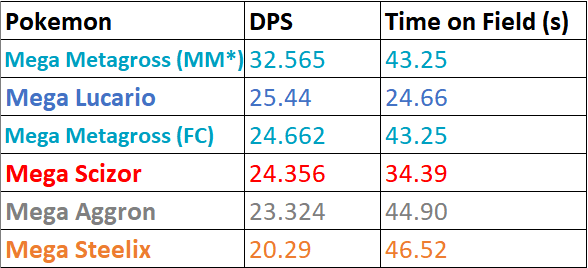 Pokemon DPS Time on Field (s)
Mega Metagross (MM*) 32.565 43.25
Mega Lucario 25.44 24.66
Mega Metagross (FC) 24.662 43.25
Mega Scizor 24.356 34.39
Mega Aggron 23.324 44.90
Mega Steelix 20.29 46.52